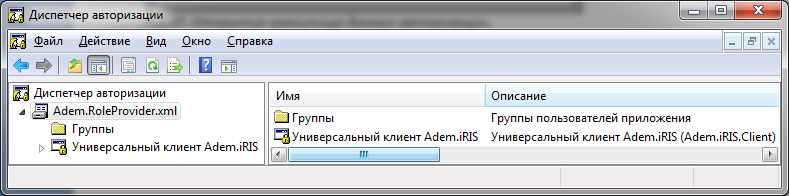 Диспетчер авторизации
Файл Действие Вид Окно Справка
Диспетчер авторизации
Adem.RoleProvider.xml
Группы
Универсальный клиент Adem.iRIS
Имя Описание
Группы Группы пользователей приложения
Универсальный клиент Adem.iRIS Универсальный клиент Adem.iRIS (Adem.iRIS.Client)